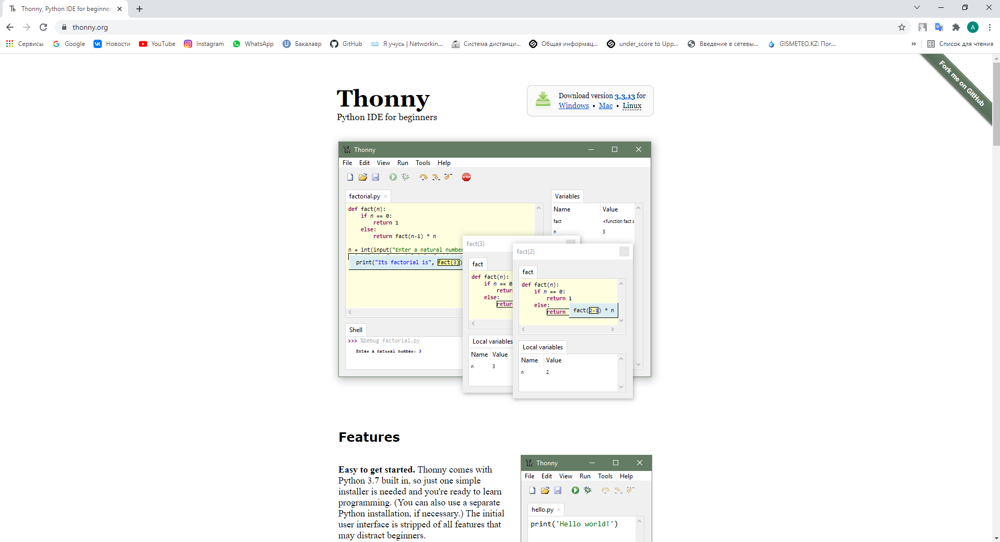 Thonny, Python IDE for beginner
thonny.org
A
Сервисы Google Новости YouTube Instagram WhatsApp Бакалавр GitHub Я учусь | Networkin... Система дистанци... Общая информац... under_score to Upp... Введение в сетевы... GISMETEO.KZ: Пог... » Список для чтения
Fork me on GitHub
Thonny
Python IDE for beginners
Download version 3.3.13 for
Windows • Mac • Linux
Thonny
File Edit View Run Tools Help
STOP
factorial.py
def fact(n):
if n == 0:
return 1
else:
return fact(n-1) * n
n = int(input("Enter a natural number
print("Its factorial is", fact(3))
Shell
>>> %Debug factorial.py
Enter a natural number: 3
Variables
Name Value
fact <function fact a
n 3
fact(3)
fact
def fact(n):
if n == 0
retur
else:
retur
Local variables
Name Value
n 3
fact(2)
fact
def fact(n):
if n == 0:
return 1
else:
return fact(2-1) * n
Local variables
Name Value
n 2
Features
Easy to get started. Thonny comes with
Python 3.7 built in, so just one simple
installer is needed and you're ready to learn
programming. (You can also use a separate
Python installation, if necessary.) The initial
user interface is stripped of all features that
may distract beginners.
Thonny
File Edit View Run Tools Help
hello.py
print('Hello world!')